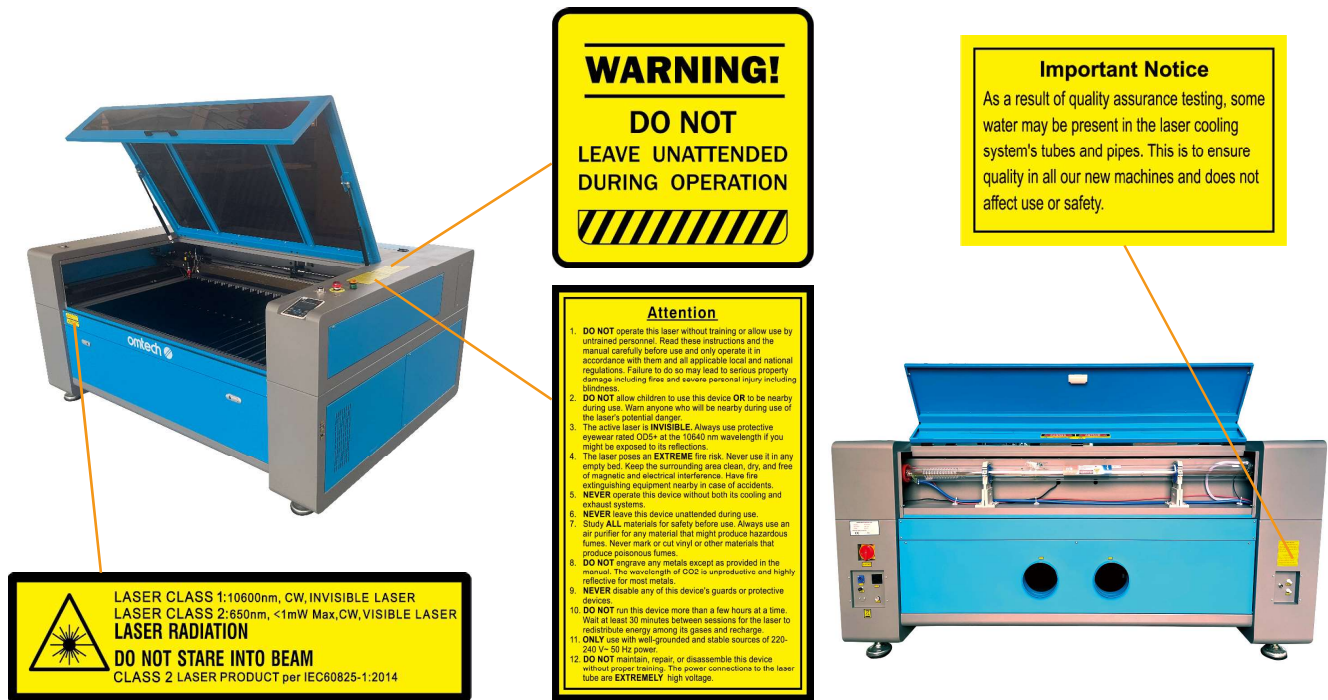 WARNING!
DO NOT
LEAVE UNATTENDED
DURING OPERATION
Important Notice
As a result of quality assurance testing, some
water may be present in the laser cooling
system's tubes and pipes. This is to ensure
quality in all our new machines and does not
affect use or safety.
omtech
Attention
1. DO NOT operate this laser without training or allow use by
untrained personnel. Read these instructions and the
manual carefully before use and only operate it in
accordance with them and all applicable local and national
regulations. Failure to do so may lead to serious property
damage including fires and severe personal injury including
blindness.
2. DO NOT allow children to use this device OR to be nearby
during use. Warn anyone who will be nearby during use of
the laser's potential danger.
3. The active laser is INVISIBLE. Always use protective
eyewear rated OD5+ at the 10640 nm wavelength if you
might be exposed to its reflections.
4. The laser poses an EXTREME fire risk. Never use it in any
empty bed. Keep the surrounding area clean, dry, and free
of magnetic and electrical interference. Have fire
extinguishing equipment nearby in case of accidents.
5. NEVER operate this device without both its cooling and
exhaust systems.
6. NEVER leave this device unattended during use.
7. Study ALL materials for safety before use. Always use an
air purifier for any material that might produce hazardous
fumes. Never mark or cut vinyl or other materials that
produce poisonous fumes.
8. DO NOT engrave any metals except as provided in the
manual. The wavelength of CO2 is unproductive and highly
reflective for most metals.
9. NEVER disable any of this device's guards or protective
devices.
10. DO NOT run this device more than a few hours at a time.
Wait at least 30 minutes between sessions for the laser to
redistribute energy among its gases and recharge.
11. ONLY use with well-grounded and stable sources of 220-
240 V~ 50 Hz power.
12. DO NOT maintain, repair, or disassemble this device
without proper training. The power connections to the laser
tube are EXTREMELY high voltage.
LASER CLASS 1:10600nm, CW, INVISIBLE LASER
LASER CLASS 2:650nm, <1mW Max,CW,VISIBLE LASER
LASER RADIATION
DO NOT STARE INTO BEAM
CLASS 2 LASER PRODUCT per IEC60825-1:2014